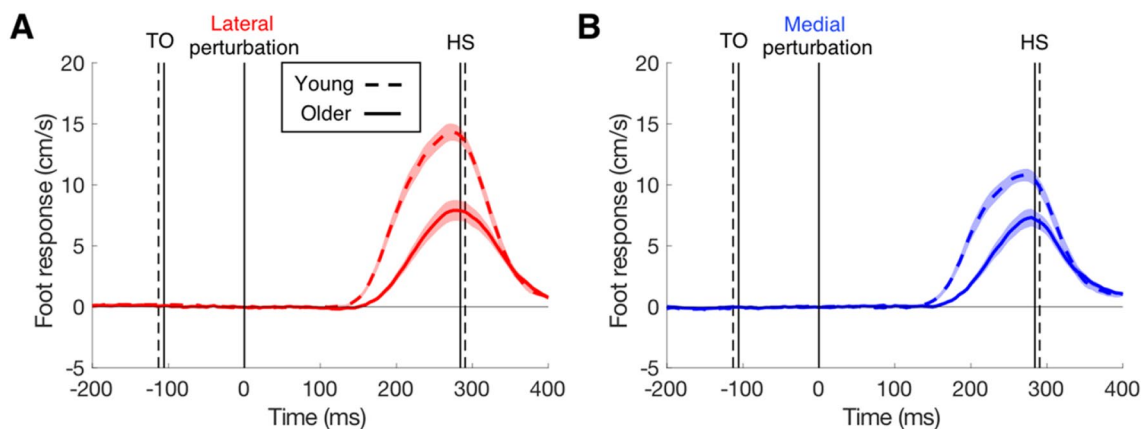 A
Lateral
TO
perturbation
HS
20
15
10
5
0
-5
Foot response (cm/s)
Young
Older
-200
-100
0
100
200
300
400
Time (ms)
B
Medial
TO
perturbation
HS
20
15
10
5
0
-5
Foot response (cm/s)
-200
-100
0
100
200
300
400
Time (ms)